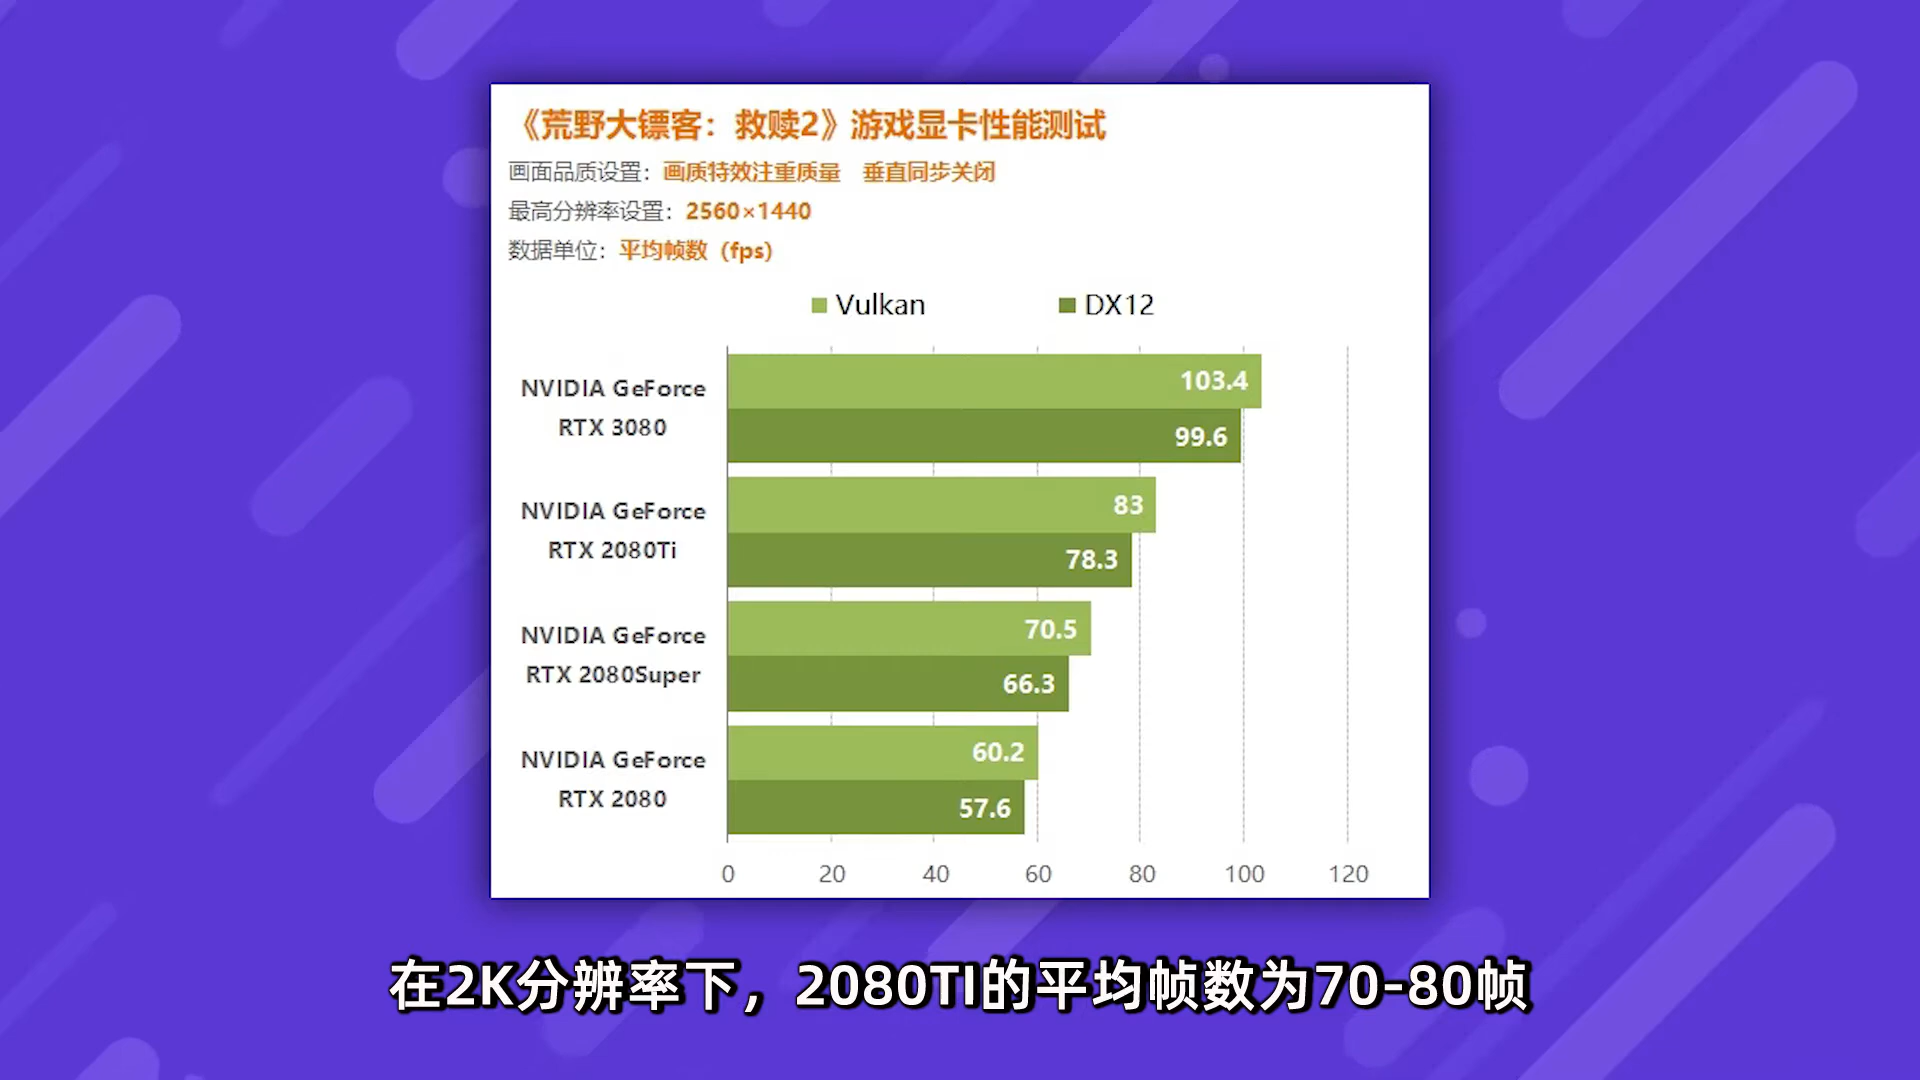 《荒野大镖客：救赎2》游戏显卡性能测试
画面品质设置：画质特效注重质量 垂直同步关闭
最高分辨率设置：2560×1440
数据单位：平均帧数（fps）
Vulkan DX12
NVIDIA GeForce
RTX 3080
103.4
99.6
NVIDIA GeForce
RTX 2080Ti
83
78.3
NVIDIA GeForce
RTX 2080Super
70.5
66.3
NVIDIA GeForce
RTX 2080
60.2
57.6
0 20 40 60 80 100 120
在2K分辨率下，2080TI的平均帧数为70-80帧